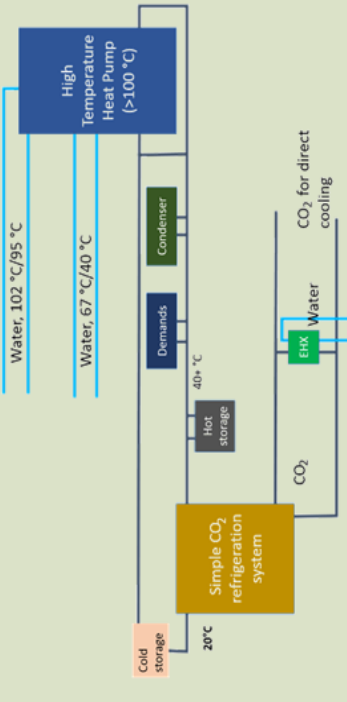 Water, 102 °C/95 °C
Water, 67 °C/40 °C
High
Temperature
Heat Pump
(>100 °C)
Condenser
Demands
40+ °C
Hot
storage
Cold
storage
20°C
Simple CO₂
refrigeration
system
CO₂
EHX
Water
CO₂ for direct
cooling